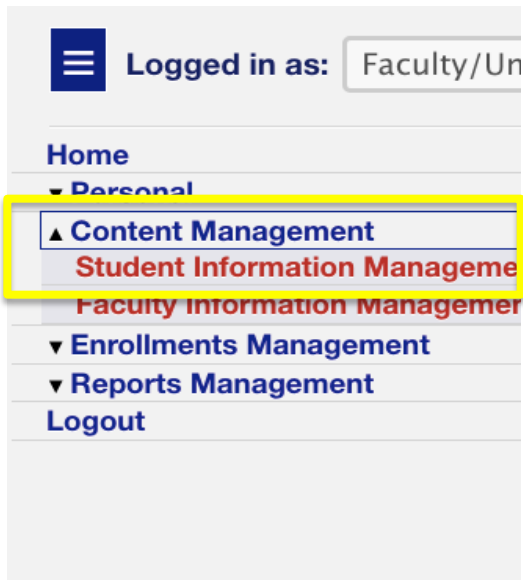 Logged in as: Faculty/Un
Home
Personal
Content Management
Student Information Manageme
Faculty Information Managemen
Enrollments Management
Reports Management
Logout